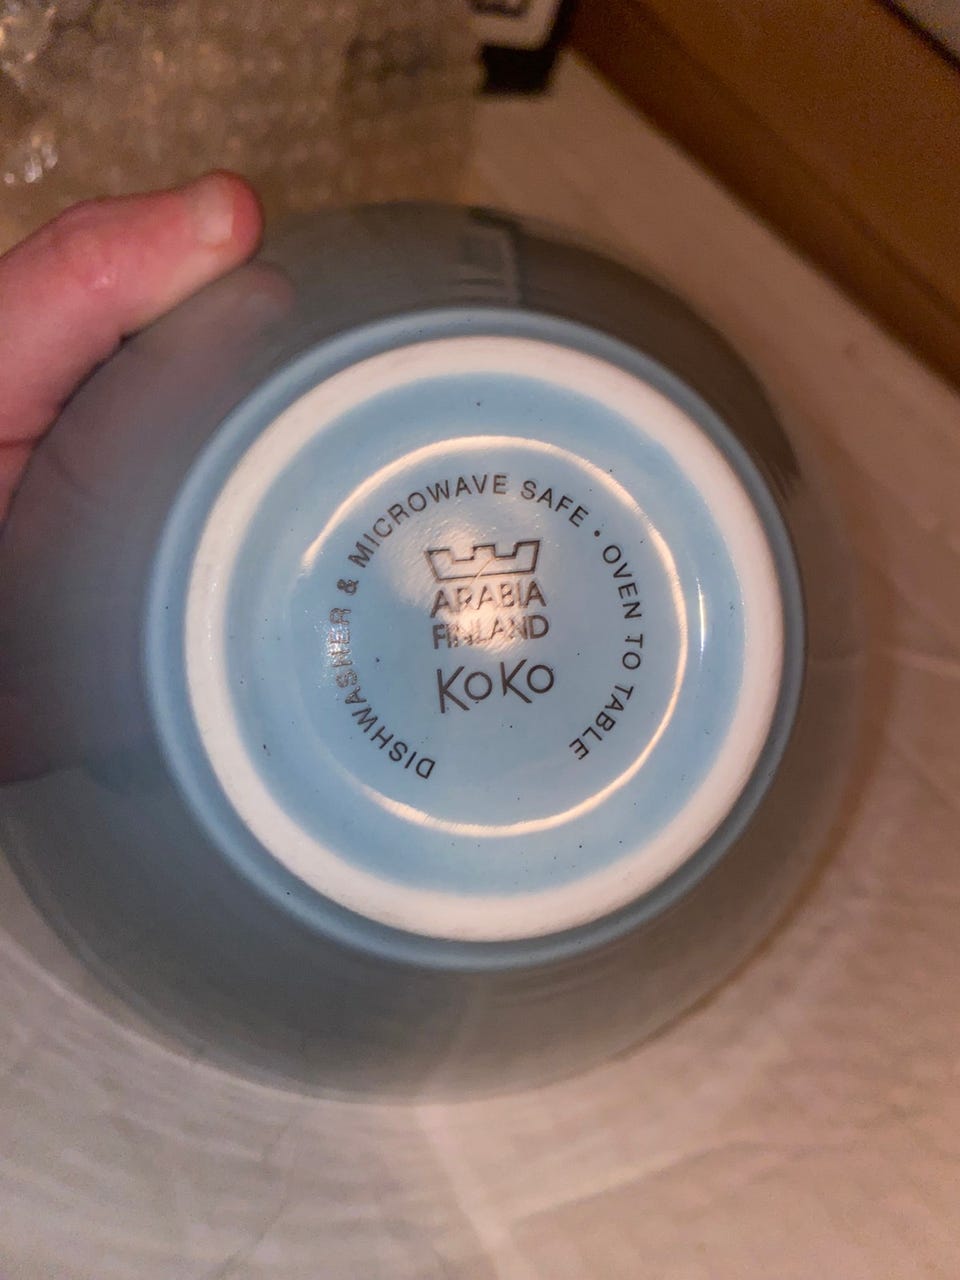 DISHWASHER & MICROWAVE SAFE • OVEN TO TABLE
ARABIA
FINLAND
KoKo